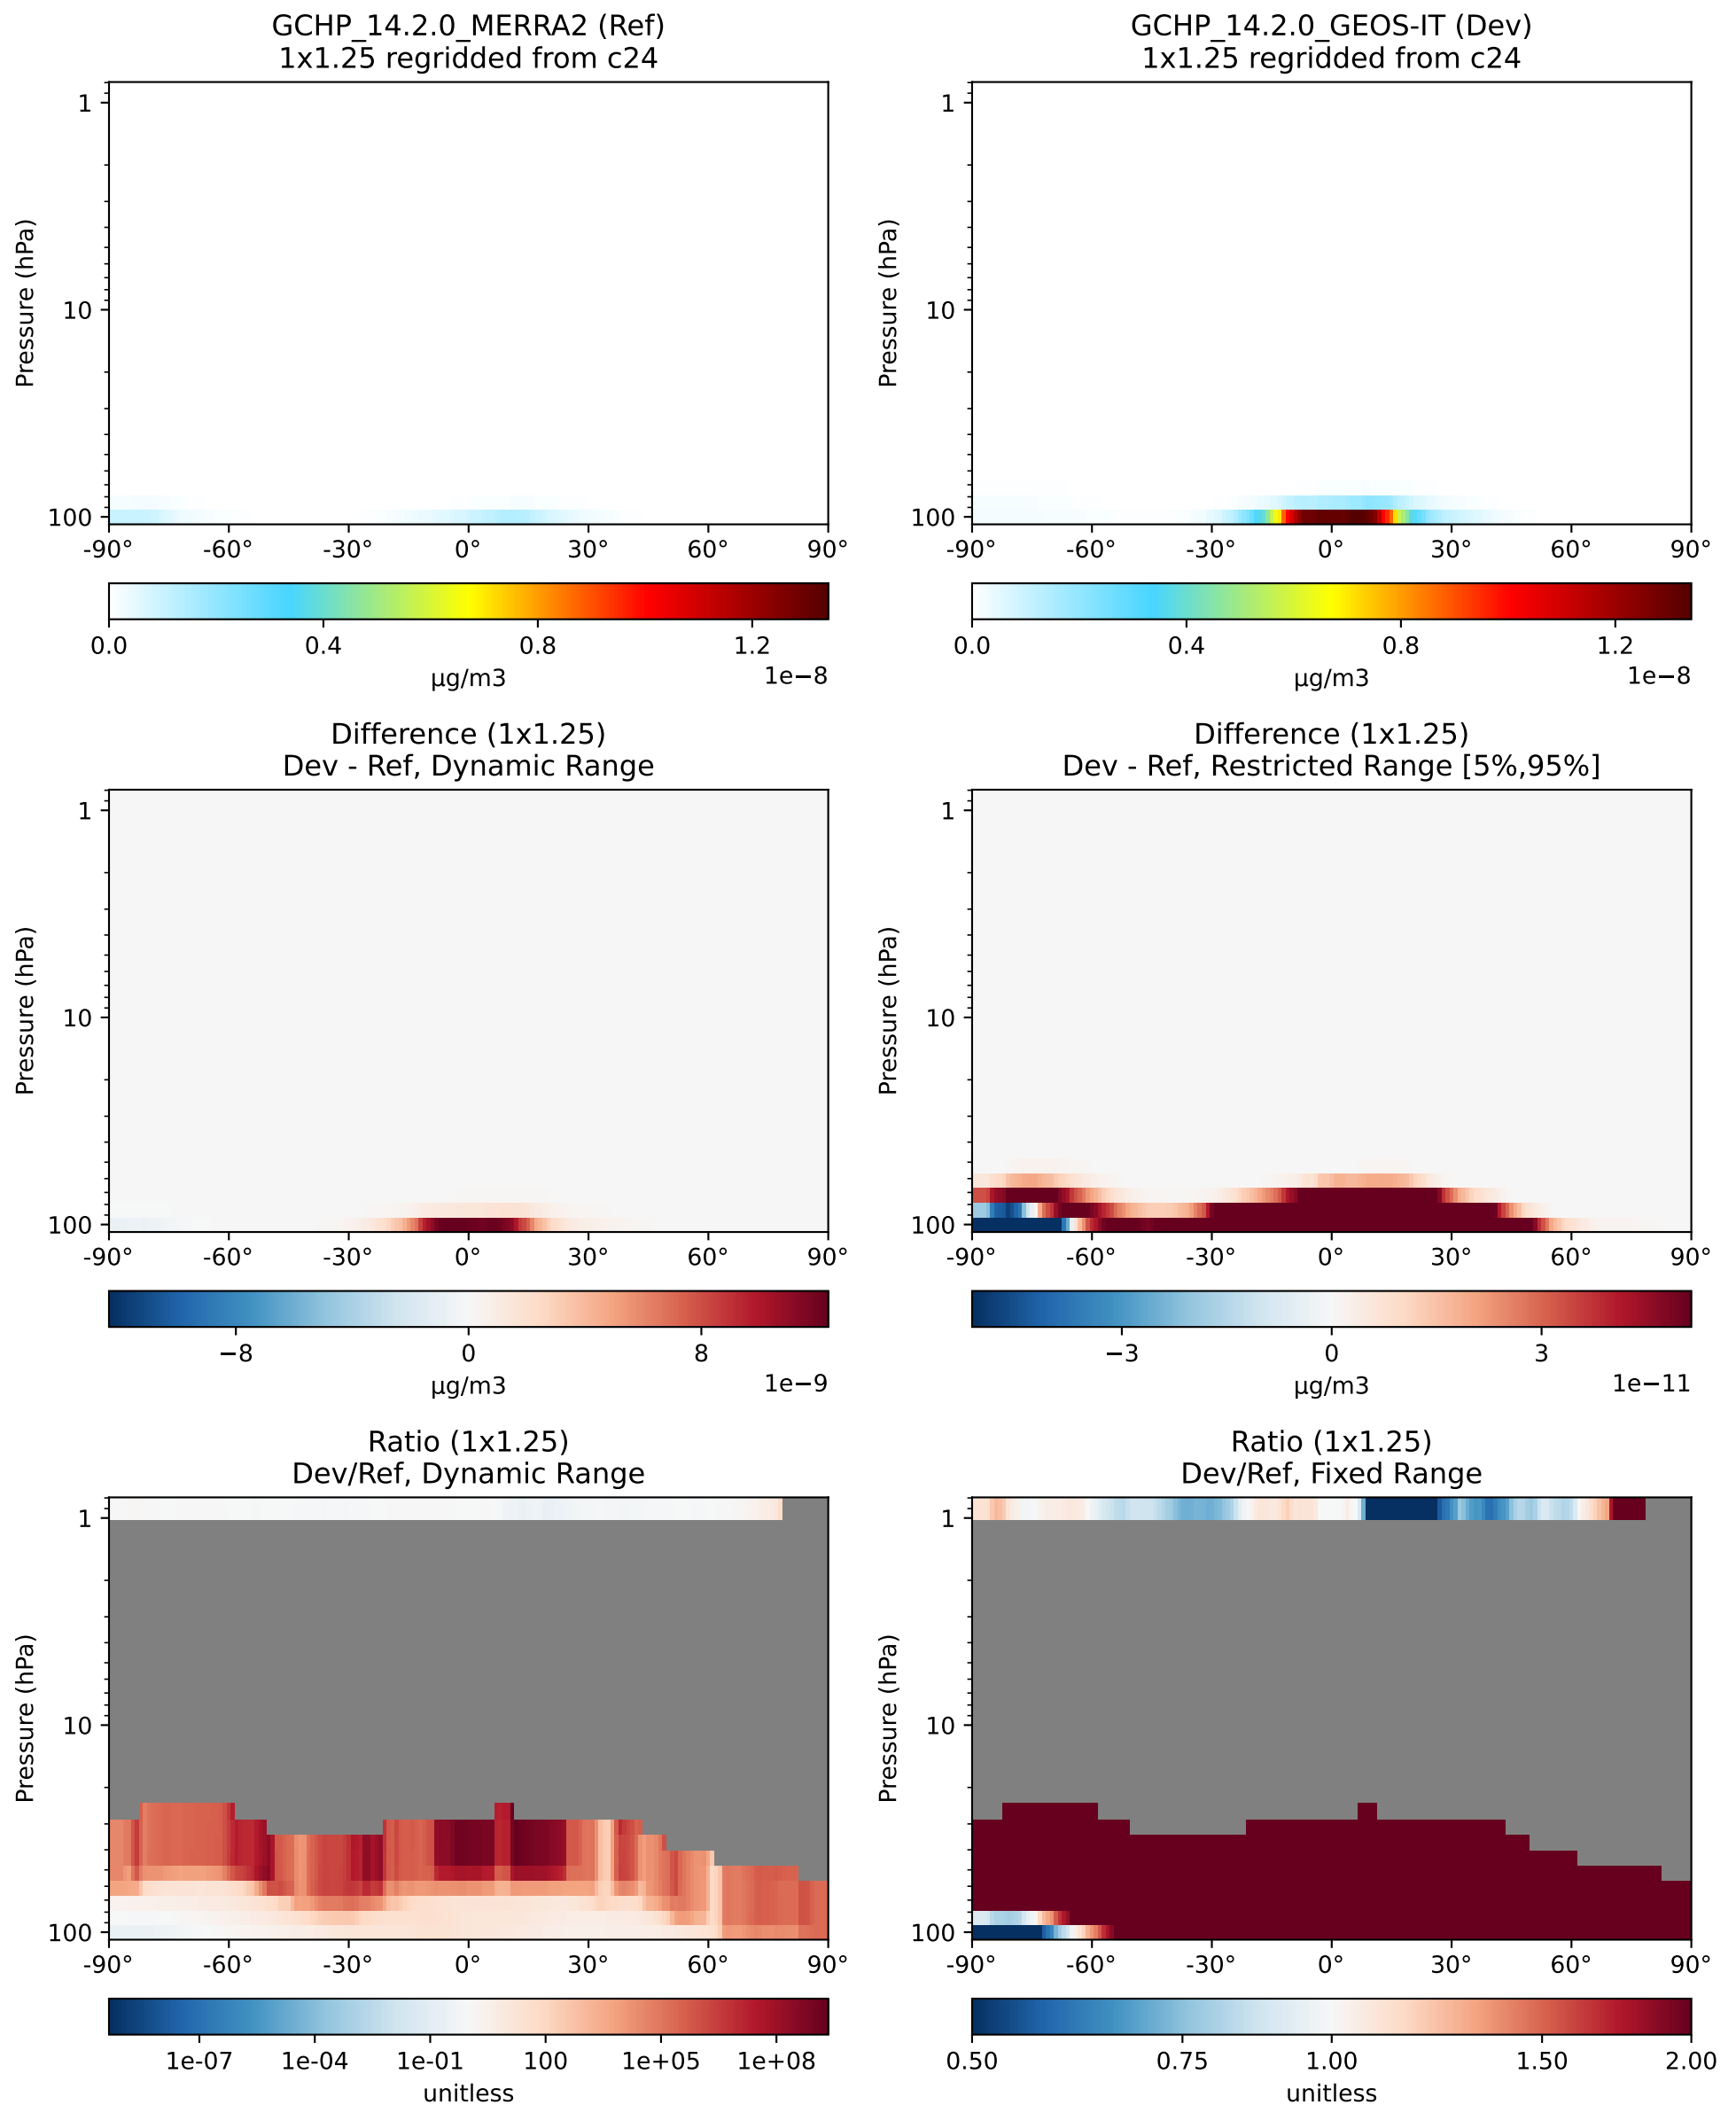 GCHP_14.2.0_MERRA2 (Ref)
1x1.25 regridded from c24
Pressure (hPa)
1
10
100
-90° -60° -30° 0° 30° 60° 90°
0.0 0.4 0.8 1.2
1e−8
µg/m3
GCHP_14.2.0_GEOS-IT (Dev)
1x1.25 regridded from c24
Pressure (hPa)
1
10
100
-90° -60° -30° 0° 30° 60° 90°
0.0 0.4 0.8 1.2
1e−8
µg/m3
Difference (1x1.25)
Dev - Ref, Dynamic Range
Pressure (hPa)
1
10
100
-90° -60° -30° 0° 30° 60° 90°
−8 0 8
1e−9
µg/m3
Difference (1x1.25)
Dev - Ref, Restricted Range [5%,95%]
Pressure (hPa)
1
10
100
-90° -60° -30° 0° 30° 60° 90°
−3 0 3
1e−11
µg/m3
Ratio (1x1.25)
Dev/Ref, Dynamic Range
Pressure (hPa)
1
10
100
-90° -60° -30° 0° 30° 60° 90°
1e-07 1e-04 1e-01 100 1e+05 1e+08
unitless
Ratio (1x1.25)
Dev/Ref, Fixed Range
Pressure (hPa)
1
10
100
-90° -60° -30° 0° 30° 60° 90°
0.50 0.75 1.00 1.50 2.00
unitless